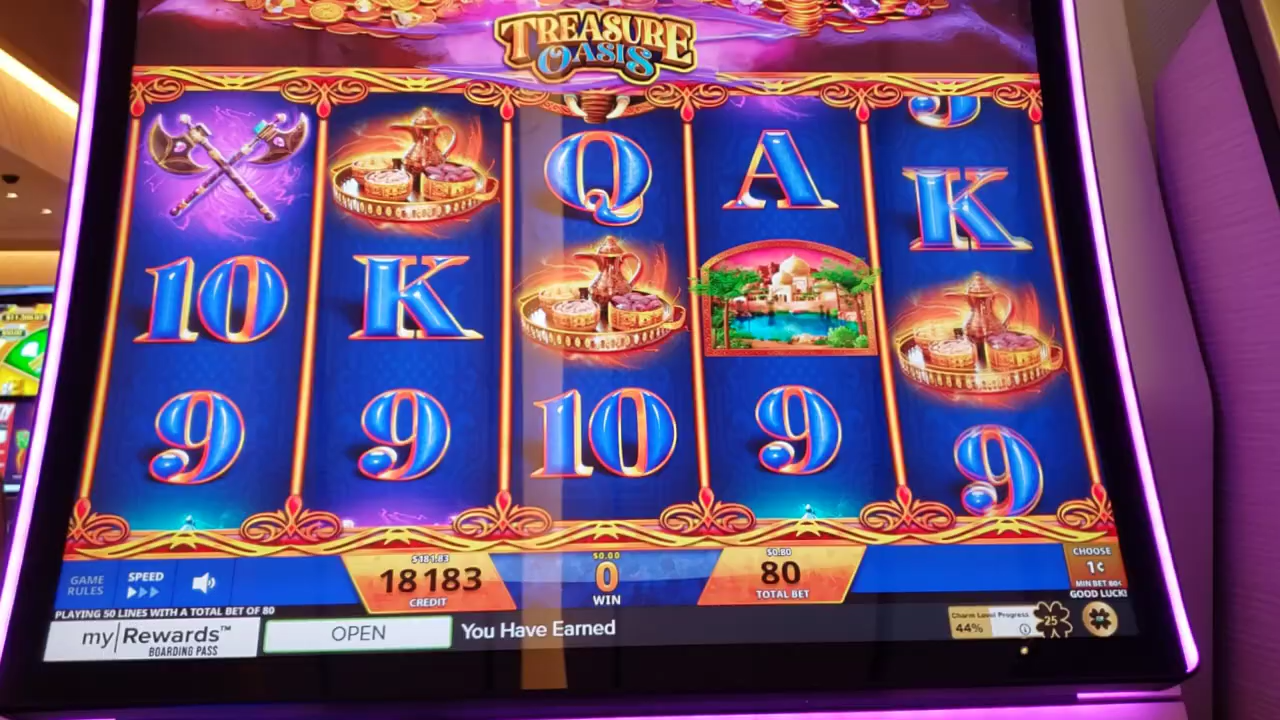 TREASURE
OASIS
Q A K
10 K
9 9 10 9 9
$181.83 $0.00 $0.80
GAME RULES SPEED 18183 0 80 CHOOSE
1¢
CREDIT WIN TOTAL BET MIN BET 80¢
GOOD LUCK!
PLAYING 50 LINES WITH A TOTAL BET OF 80
my|Rewards™ OPEN You Have Earned Charm Level Progress
BOARDING PASS 44% 25